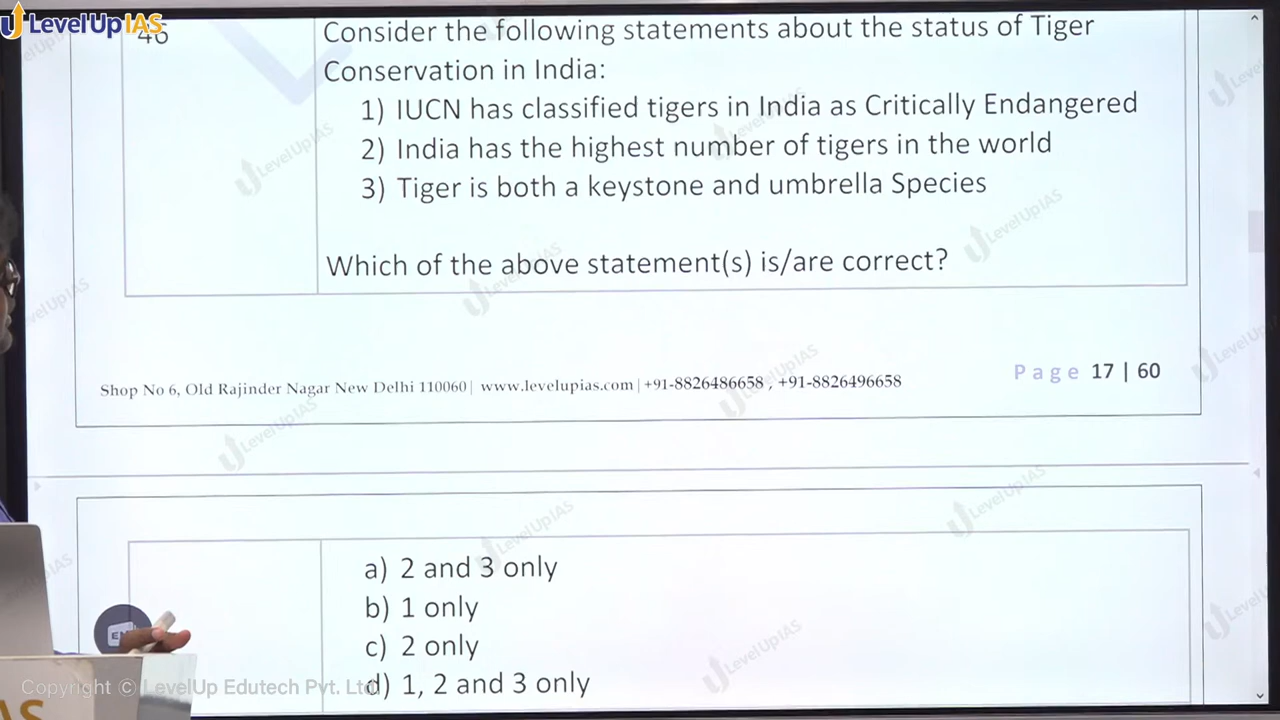 LevelUp IAS
46
Consider the following statements about the status of Tiger
Conservation in India:
1) IUCN has classified tigers in India as Critically Endangered
2) India has the highest number of tigers in the world
3) Tiger is both a keystone and umbrella Species
Which of the above statement(s) is/are correct?
Shop No 6, Old Rajinder Nagar New Delhi 110060| www.levelupias.com | +91-8826486658 , +91-8826496658
Page 17 | 60
a) 2 and 3 only
b) 1 only
c) 2 only
d) 1, 2 and 3 only
Copyright © LevelUp Edutech Pvt. Ltd